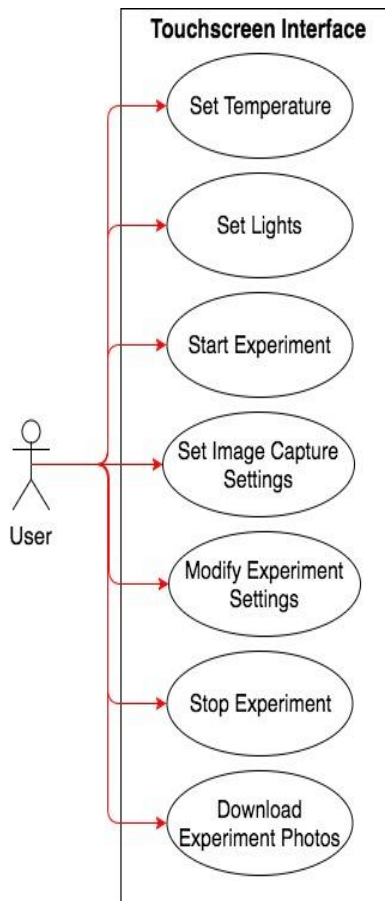 Touchscreen Interface
Set Temperature
Set Lights
Start Experiment
Set Image Capture
Settings
User
Modify Experiment
Settings
Stop Experiment
Download
Experiment Photos